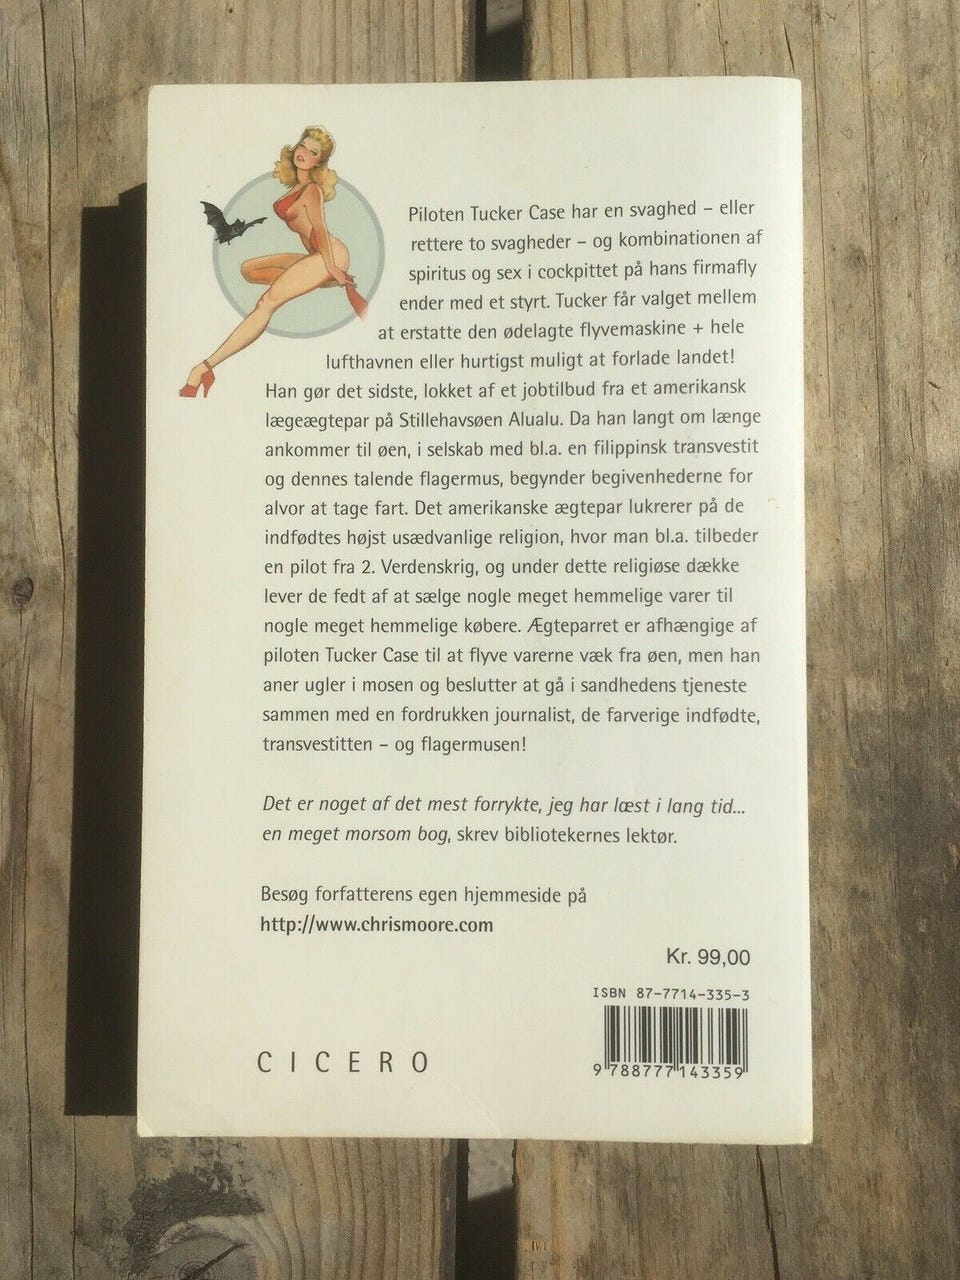 Piloten Tucker Case har en svaghed – eller
rettere to svagheder – og kombinationen af
spiritus og sex i cockpittet på hans firmafly
ender med et styrt. Tucker får valget mellem
at erstatte den ødelagte flyvemaskine + hele
lufthavnen eller hurtigst muligt at forlade landet!
Han gør det sidste, lokket af et jobtilbud fra et amerikansk
lægeægtepar på Stillehavsøen Alualu. Da han langt om længe
ankommer til øen, i selskab med bl.a. en filippinsk transvestit
og dennes talende flagermus, begynder begivenhederne for
alvor at tage fart. Det amerikanske ægtepar lukrerer på de
indfødtes højst usædvanlige religion, hvor man bl.a. tilbeder
en pilot fra 2. Verdenskrig, og under dette religiøse dække
lever de fedt af at sælge nogle meget hemmelige varer til
nogle meget hemmelige købere. Ægteparret er afhængige af
piloten Tucker Case til at flyve varerne væk fra øen, men han
aner ugler i mosen og beslutter at gå i sandhedens tjeneste
sammen med en fordrukken journalist, de farverige indfødte,
transvestitten – og flagermusen!
Det er noget af det mest forrykte, jeg har læst i lang tid...
en meget morsom bog, skrev bibliotekernes lektør.
Besøg forfatterens egen hjemmeside på
http://www.chrismoore.com
Kr. 99,00
ISBN 87-7714-335-3
9 788777 143359
CICERO